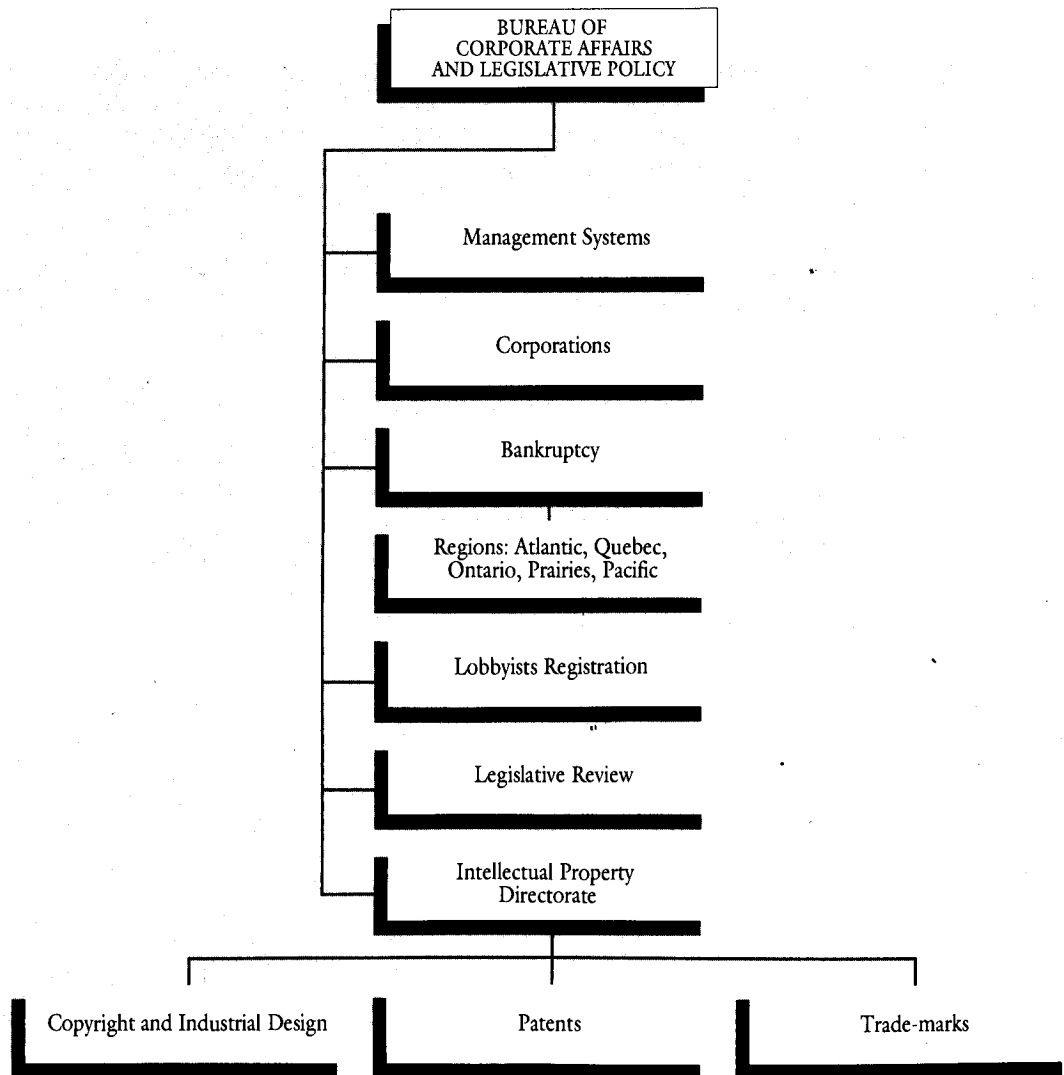 BUREAU OF
CORPORATE AFFAIRS
AND LEGISLATIVE POLICY
Management Systems
Corporations
Bankruptcy
Regions: Atlantic, Quebec,
Ontario, Prairies, Pacific
Lobbyists Registration
Legislative Review
Intellectual Property
Directorate
Copyright and Industrial Design
Patents
Trade-marks